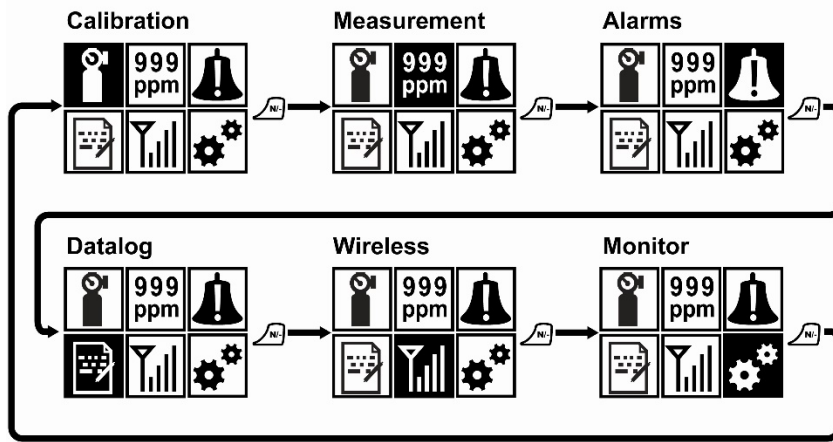 Calibration
Measurement
Alarms
999
ppm
N/-
999
ppm
N/-
999
ppm
N/-
Datalog
Wireless
Monitor
999
ppm
N/-
999
ppm
N/-
999
ppm
N/-